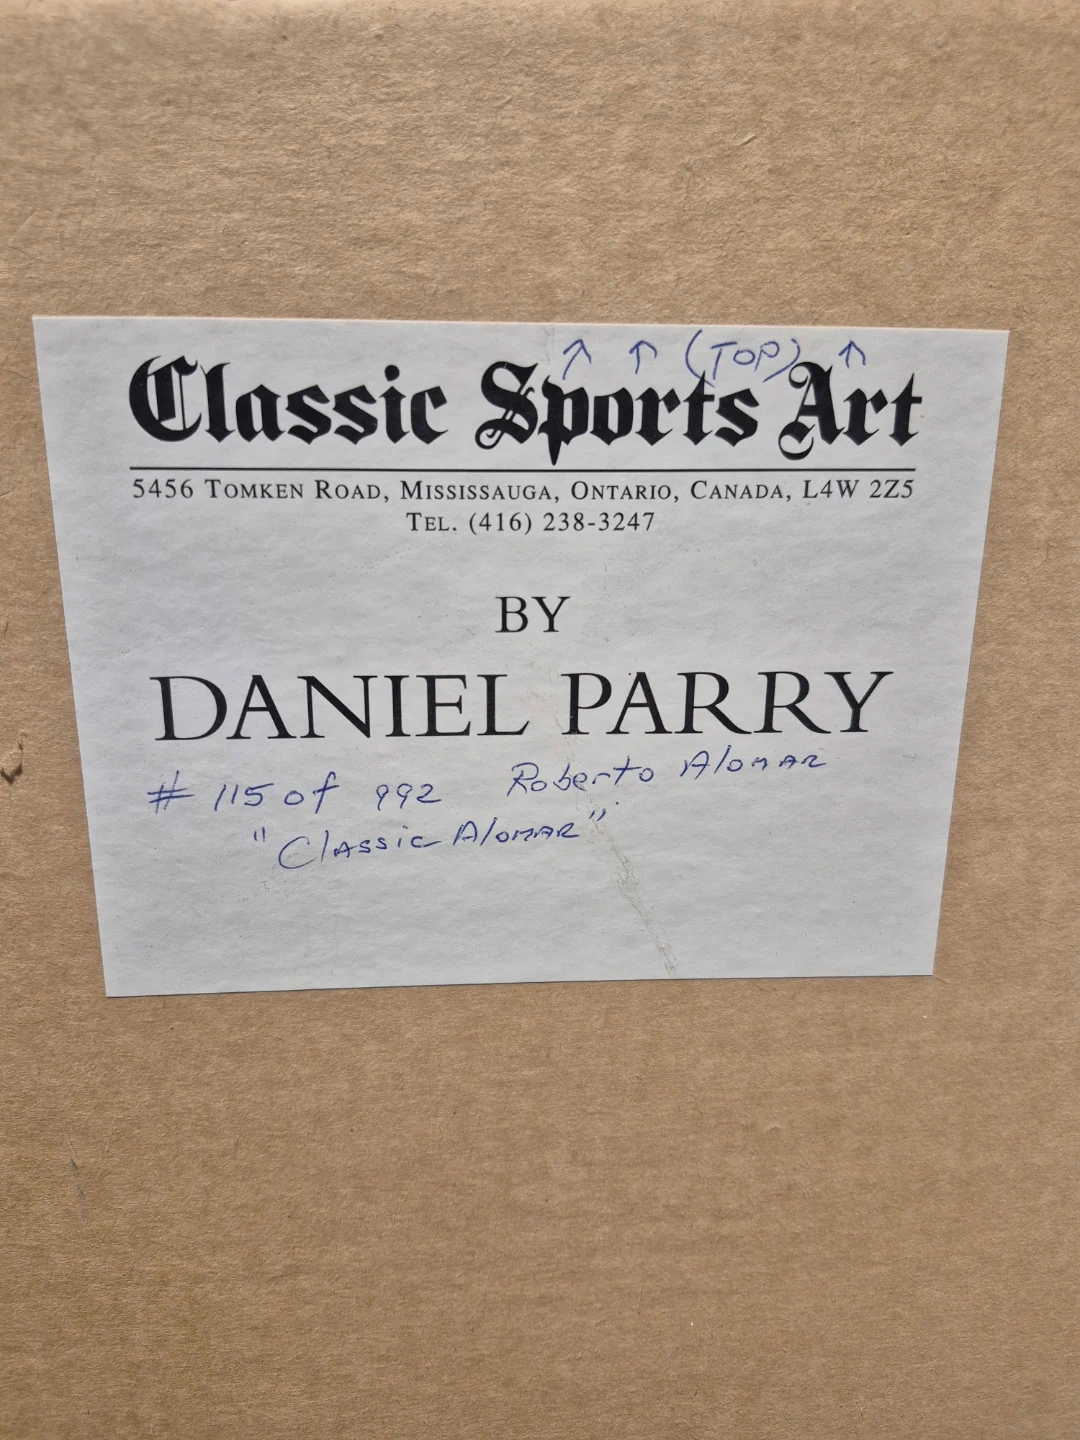 ↑ ↑ (TOP) ↑
Classic Sports Art
5456 Tomken Road, Mississauga, Ontario, Canada, L4W 2Z5
Tel. (416) 238-3247
BY
DANIEL PARRY
# 115 of 992 Roberto Alomar
"Classic Alomar"